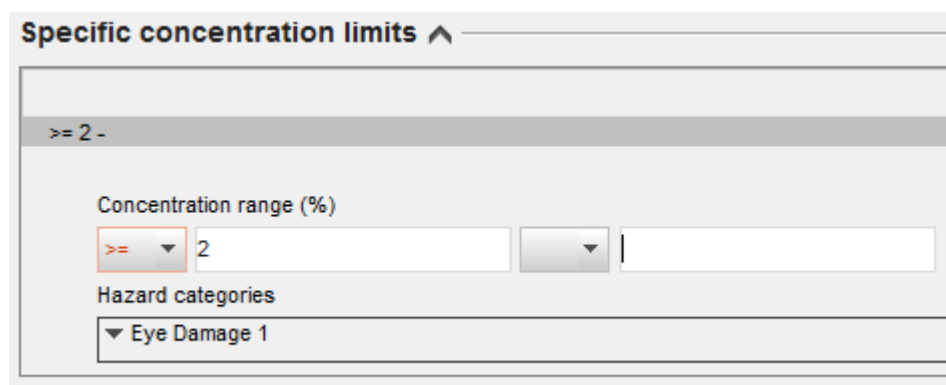 Specific concentration limits
>= 2 -
Concentration range (%)
>= 2
Hazard categories
Eye Damage 1